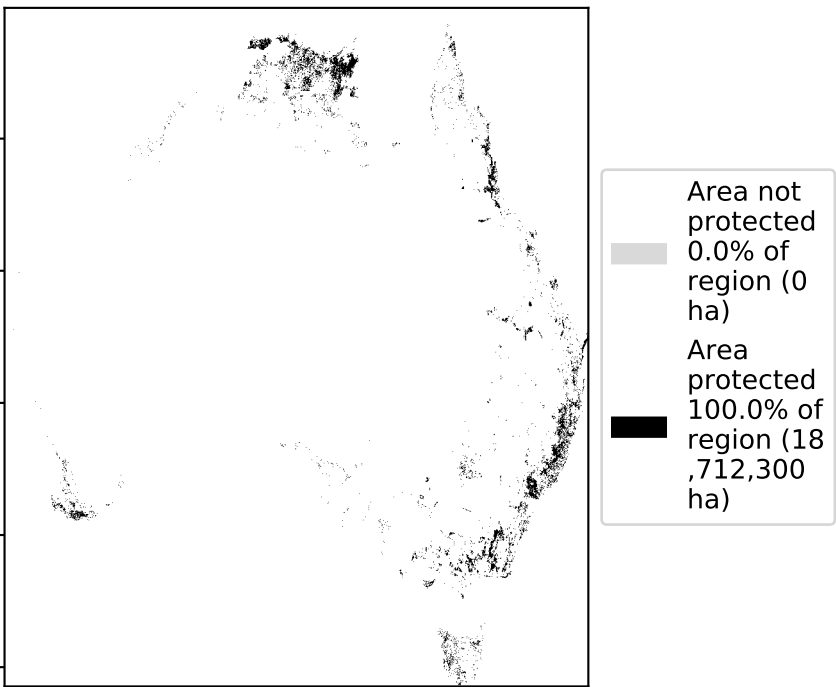 Area not
protected
0.0% of
region (0
ha)
Area
protected
100.0% of
region (18
,712,300
ha)